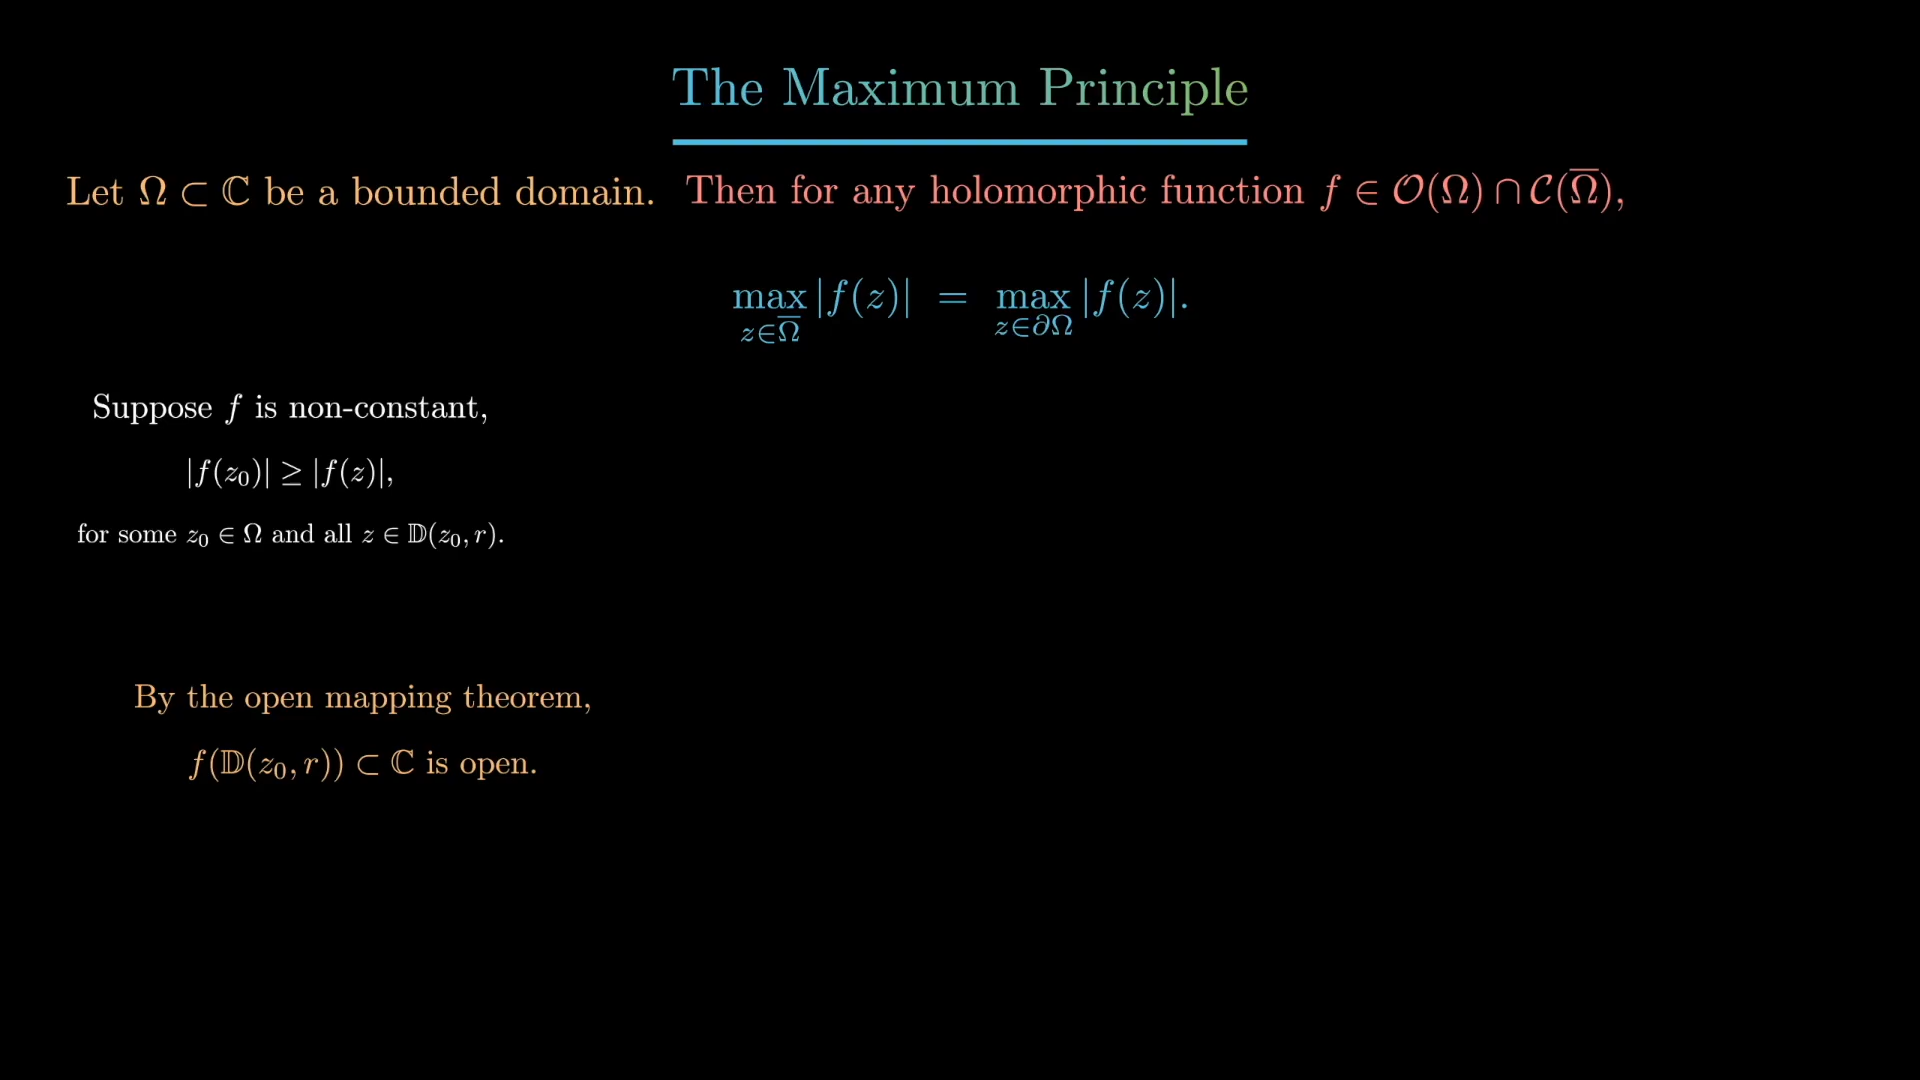 The Maximum Principle
Let Ω ⊂ ℂ be a bounded domain. Then for any holomorphic function f ∈ 𝒪(Ω) ∩ 𝒞(Ω̅),
max_{z∈Ω̅} |f(z)| = max_{z∈∂Ω} |f(z)|.
Suppose f is non-constant,
|f(z₀)| ≥ |f(z)|,
for some z₀ ∈ Ω and all z ∈ 𝔻(z₀, r).
By the open mapping theorem,
f(𝔻(z₀, r)) ⊂ ℂ is open.